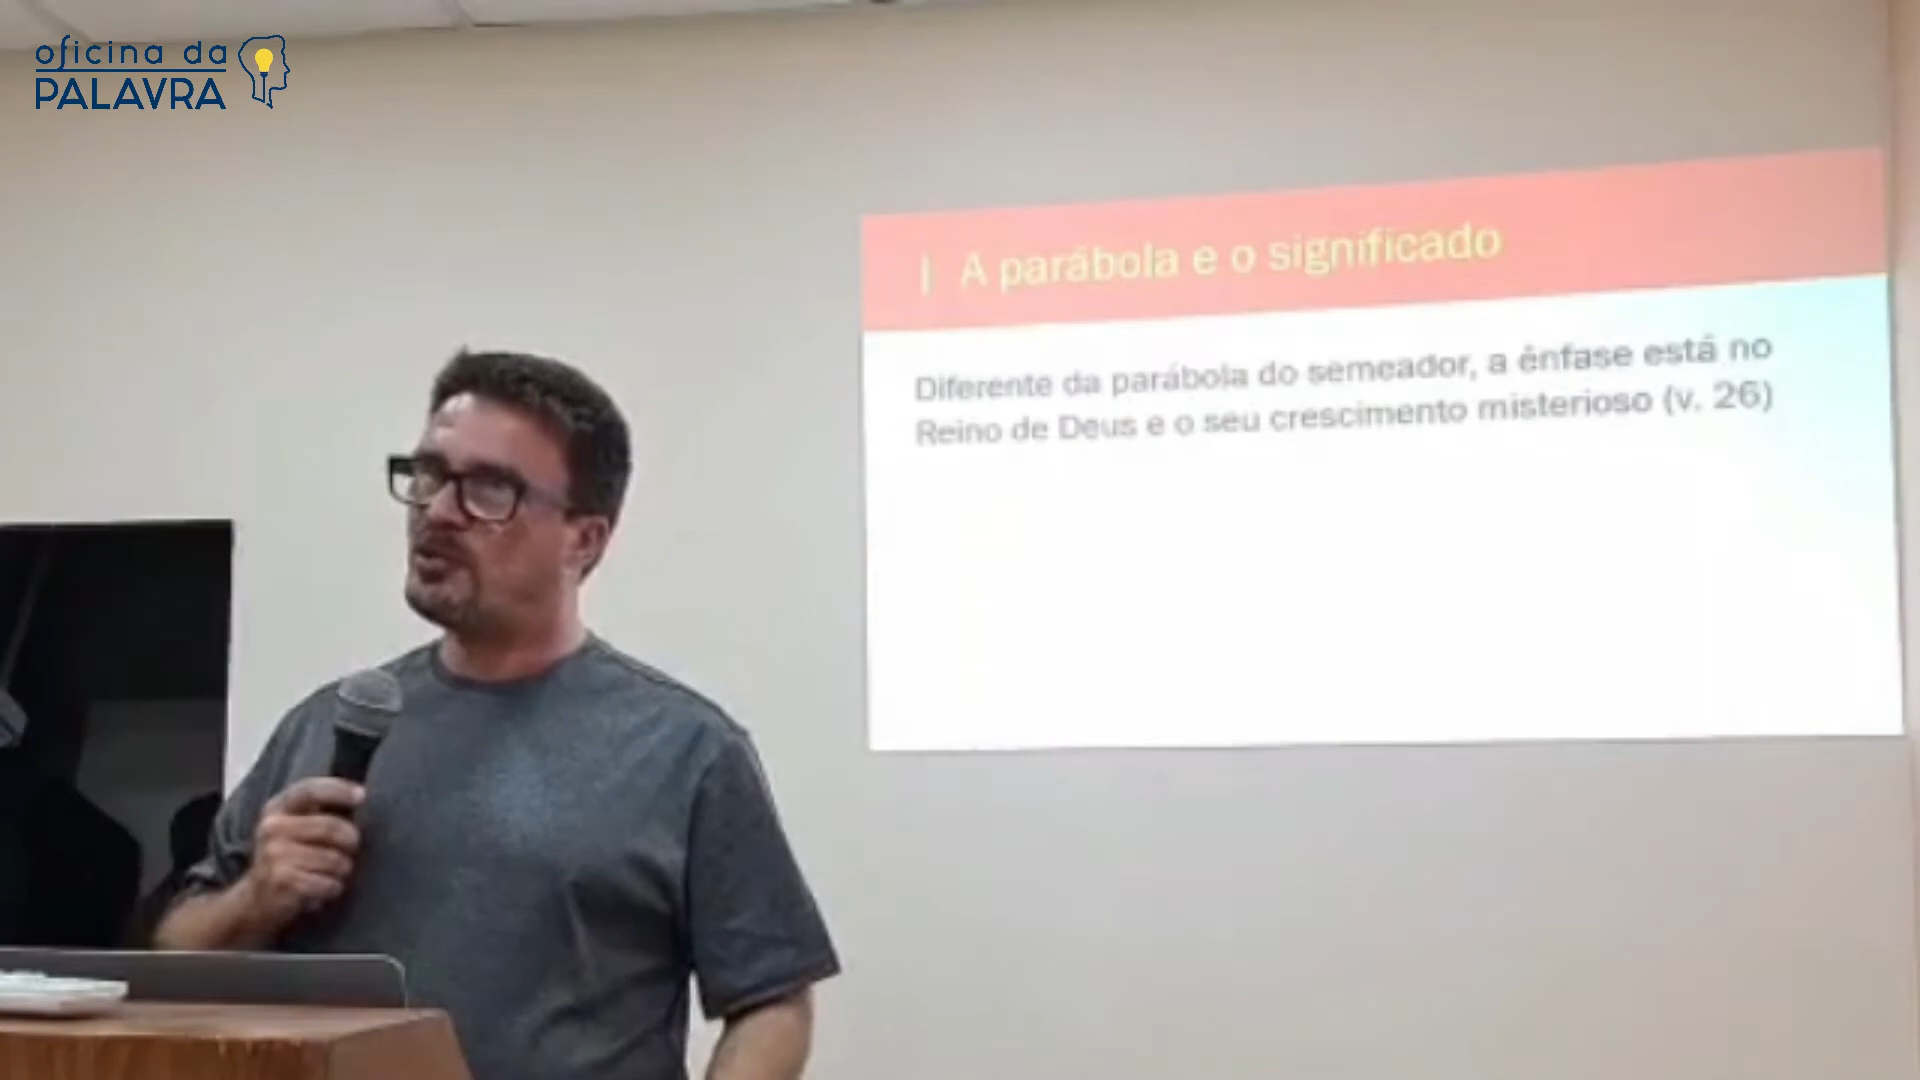 oficina da
PALAVRA
| A parábola e o significado
Diferente da parábola do semeador, a ênfase está no
Reino de Deus e o seu crescimento misterioso (v. 26)